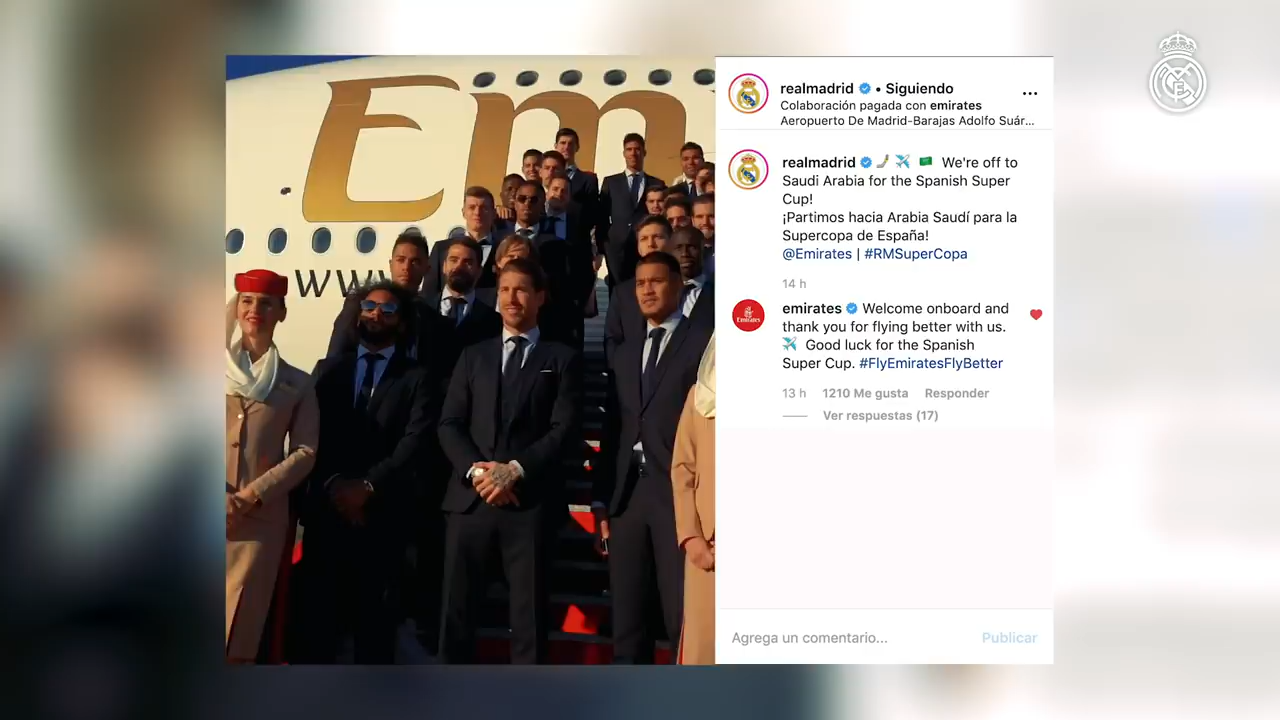 Em
www
realmadrid • Siguiendo
Colaboración pagada con emirates
Aeropuerto De Madrid-Barajas Adolfo Suár...
realmadrid We're off to
Saudi Arabia for the Spanish Super
Cup!
¡Partimos hacia Arabia Saudí para la
Supercopa de España!
@Emirates | #RMSuperCopa
14 h
Emirates
emirates Welcome onboard and
thank you for flying better with us.
Good luck for the Spanish
Super Cup. #FlyEmiratesFlyBetter
13 h 1210 Me gusta Responder
Ver respuestas (17)
Agrega un comentario... Publicar